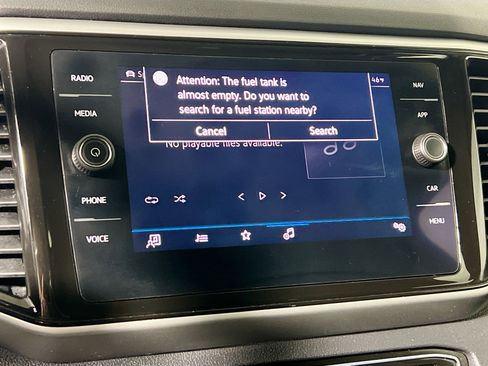 RADIO
MEDIA
PHONE
VOICE
Attention: The fuel tank is
almost empty. Do you want to
search for a fuel station nearby?
Cancel Search
No playable files available.
NAV
APP
CAR
MENU